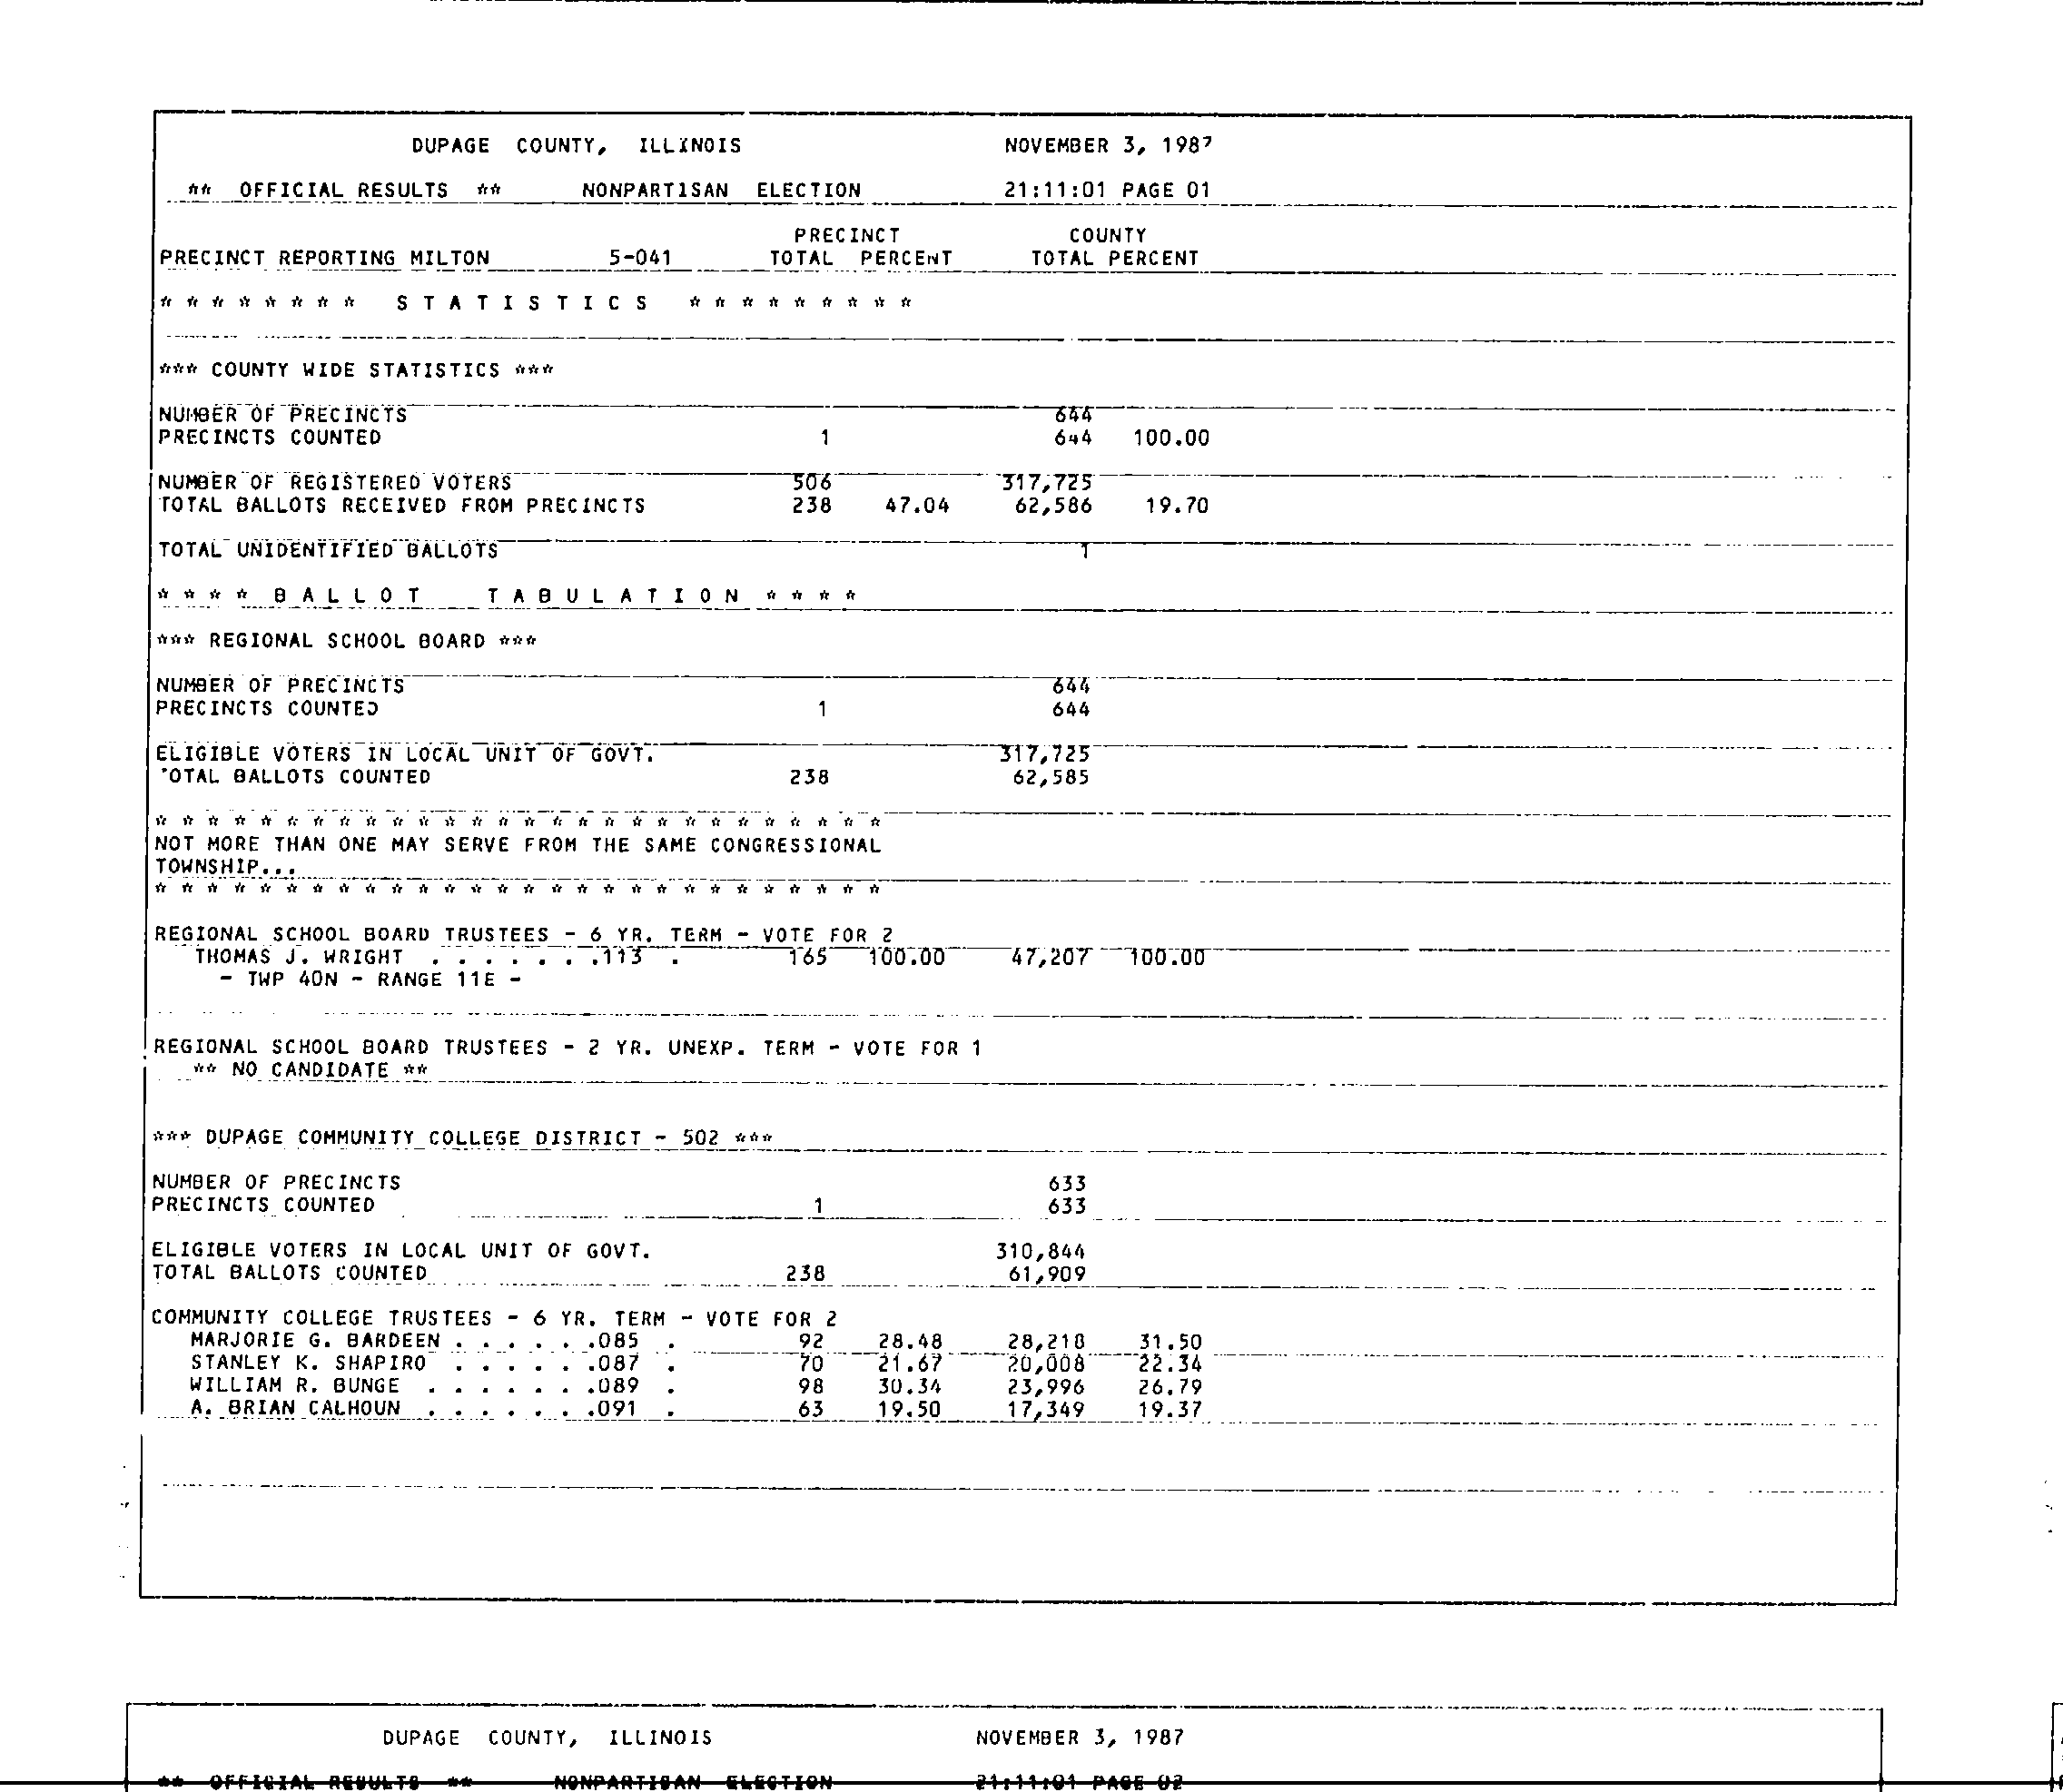 DUPAGE COUNTY, ILLINOIS NOVEMBER 3, 1987
** OFFICIAL RESULTS ** NONPARTISAN ELECTION 21:11:01 PAGE 01
PRECINCT COUNTY
PRECINCT REPORTING MILTON 5-041 TOTAL PERCENT TOTAL PERCENT
* * * * * * * * S T A T I S T I C S * * * * * * * * *
*** COUNTY WIDE STATISTICS ***
NUMBER OF PRECINCTS 644
PRECINCTS COUNTED 1 644 100.00
NUMBER OF REGISTERED VOTERS 506 317,725
TOTAL BALLOTS RECEIVED FROM PRECINCTS 238 47.04 62,586 19.70
TOTAL UNIDENTIFIED BALLOTS 1
* * * * B A L L O T T A B U L A T I O N * * * *
*** REGIONAL SCHOOL BOARD ***
NUMBER OF PRECINCTS 644
PRECINCTS COUNTED 1 644
ELIGIBLE VOTERS IN LOCAL UNIT OF GOVT. 317,725
TOTAL BALLOTS COUNTED 238 62,585
* * * * * * * * * * * * * * * * * * * * * * * * * * * *
NOT MORE THAN ONE MAY SERVE FROM THE SAME CONGRESSIONAL
TOWNSHIP...
* * * * * * * * * * * * * * * * * * * * * * * * * * * *
REGIONAL SCHOOL BOARD TRUSTEES - 6 YR. TERM - VOTE FOR 2
THOMAS J. WRIGHT . . . . . . .113 . 165 100.00 47,207 100.00
- TWP 40N - RANGE 11E -
REGIONAL SCHOOL BOARD TRUSTEES - 2 YR. UNEXP. TERM - VOTE FOR 1
** NO CANDIDATE **
*** DUPAGE COMMUNITY COLLEGE DISTRICT - 502 ***
NUMBER OF PRECINCTS 633
PRECINCTS COUNTED 1 633
ELIGIBLE VOTERS IN LOCAL UNIT OF GOVT. 310,844
TOTAL BALLOTS COUNTED 238 61,909
COMMUNITY COLLEGE TRUSTEES - 6 YR. TERM - VOTE FOR 2
MARJORIE G. BARDEEN . . . . . .085 . 92 28.48 28,218 31.50
STANLEY K. SHAPIRO . . . . . .087 . 70 21.67 20,008 22.34
WILLIAM R. BUNGE . . . . . . .089 . 98 30.34 23,996 26.79
A. BRIAN CALHOUN . . . . . . .091 . 63 19.50 17,349 19.37
DUPAGE COUNTY, ILLINOIS NOVEMBER 3, 1987
** OFFICIAL RESULTS ** NONPARTISAN ELECTION 21:11:01 PAGE 02